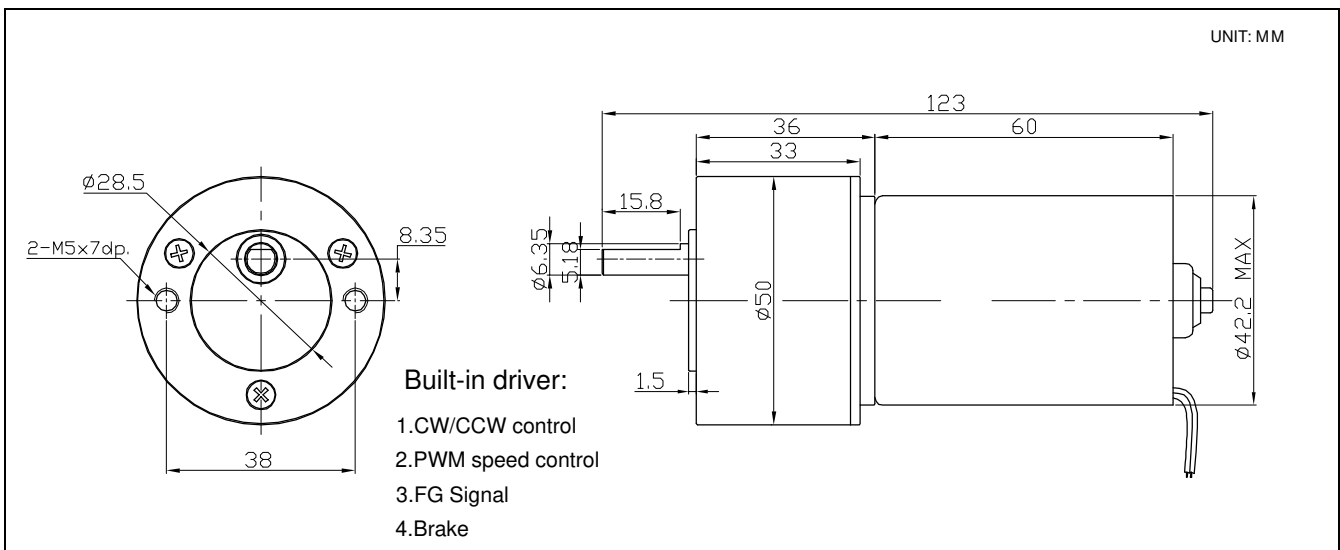 UNIT: MM
123
36
60
33
ø28.5
15.8
8.35
2-M5x7dp.
ø6.35
5.18
ø50
ø42.2 MAX
1.5
Built-in driver:
1.CW/CCW control
38
2.PWM speed control
3.FG Signal
4.Brake